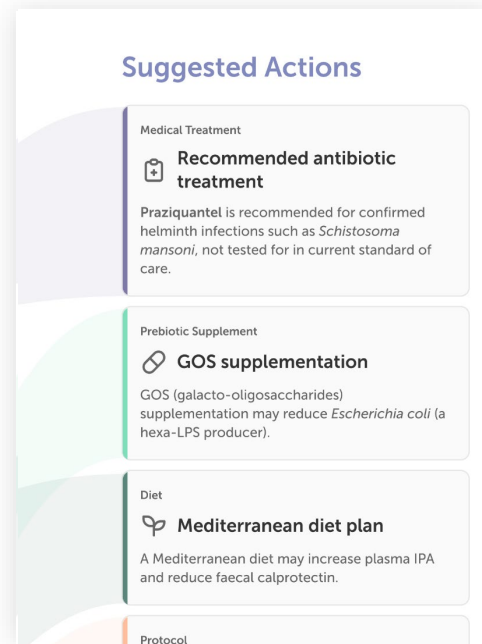 Suggested Actions
Medical Treatment
Recommended antibiotic
treatment
Praziquantel is recommended for confirmed
helminth infections such as Schistosoma
mansoni, not tested for in current standard of
care.
Prebiotic Supplement
GOS supplementation
GOS (galacto-oligosaccharides)
supplementation may reduce Escherichia coli (a
hexa-LPS producer).
Diet
Mediterranean diet plan
A Mediterranean diet may increase plasma IPA
and reduce faecal calprotectin.
Protocol